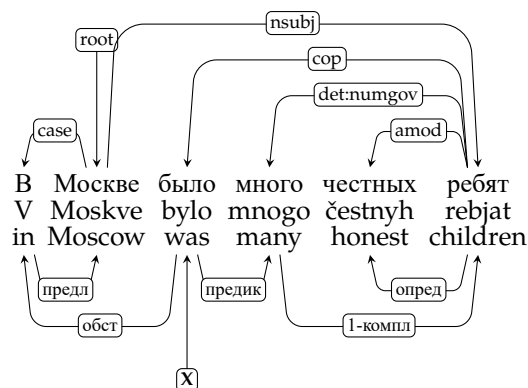 nsubj
root
cop
det:numgov
case
amod
В Москве было много честных ребят
V Moskve bylo mnogo čestnyh rebjat
in Moscow was many honest children
предл
предик
опред
обст
1-компл
X